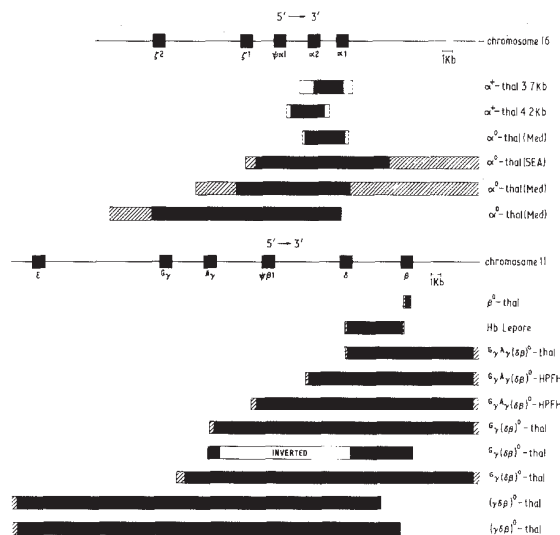 5' → 3'
chromosome 16
ζ2 ζ1 ψα1 α2 α1 1Kb
α⁺-thal 3.7Kb
α⁺-thal 4.2Kb
α⁰-thal (Med)
α⁰-thal (SEA)
α⁰-thal (Med)
α⁰-thal (Med)
5' → 3'
chromosome 11
ε Gγ Aγ ψβ1 δ β 1Kb
β⁰-thal
Hb Lepore
GγAγ(δβ)⁰-thal
GγAγ(δβ)⁰-HPFH
GγAγ(δβ)⁰-HPFH
Gγ(δβ)⁰-thal
INVERTED Gγ(δβ)⁰-thal
Gγ(δβ)⁰-thal
(γδβ)⁰-thal
(γδβ)⁰-thal